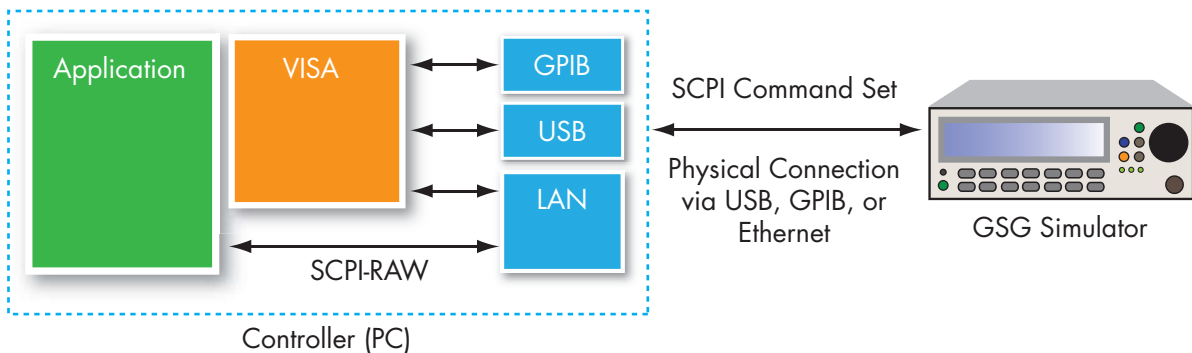 Application
VISA
GPIB
USB
LAN
SCPI-RAW
Controller (PC)
SCPI Command Set
Physical Connection
via USB, GPIB, or
Ethernet
GSG Simulator